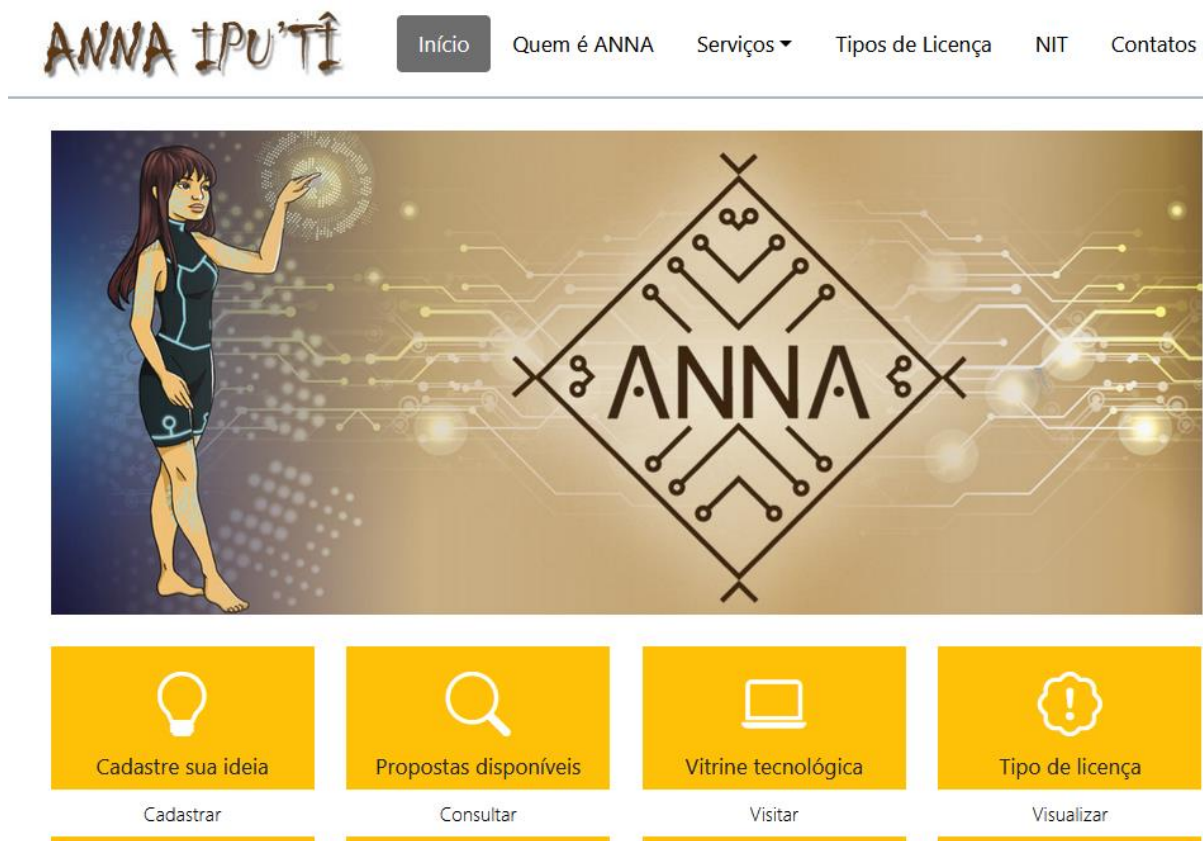 ANNA IPU'TÎ
Início Quem é ANNA Serviços Tipos de Licença NIT Contatos
ANNA
Cadastre sua ideia Propostas disponíveis Vitrine tecnológica Tipo de licença
Cadastrar Consultar Visitar Visualizar